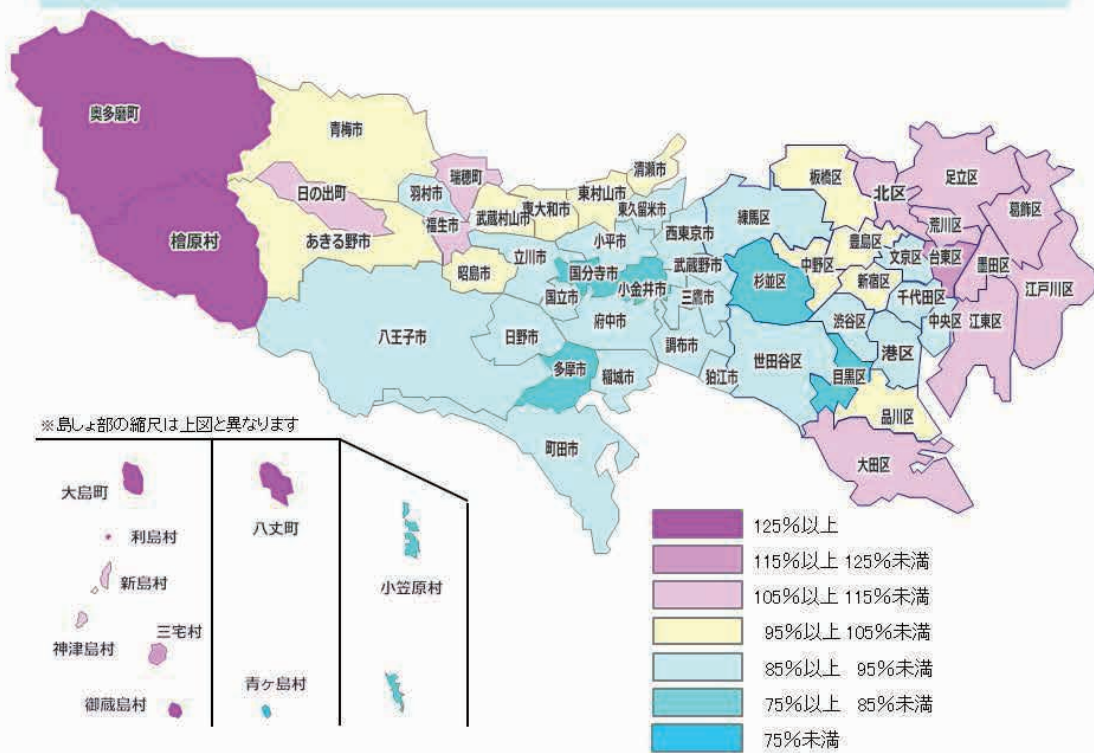 奥多磨町
檜原村
青梅市
日の出町
あきる野市
羽村市
瑞穂町
福生市
武蔵村山市
東大和市
東村山市
清瀬市
東久留米市
昭島市
立川市
小平市
西東京市
国分寺市
小金井市
武蔵野市
国立市
三鷹市
八王子市
日野市
府中市
調布市
多摩市
稲城市
狛江市
町田市
練馬区
板橋区
北区
足立区
葛飾区
荒川区
豊島区
文京区
台東区
墨田区
江戸川区
中野区
杉並区
新宿区
千代田区
渋谷区
中央区
江東区
世田谷区
港区
目黒区
品川区
大田区
※島しょ部の縮尺は上図と異なります
大島町
利島村
新島村
神津島村
三宅村
御蔵島村
八丈町
青ヶ島村
小笠原村
125%以上
115%以上 125%未満
105%以上 115%未満
95%以上 105%未満
85%以上 95%未満
75%以上 85%未満
75%未満